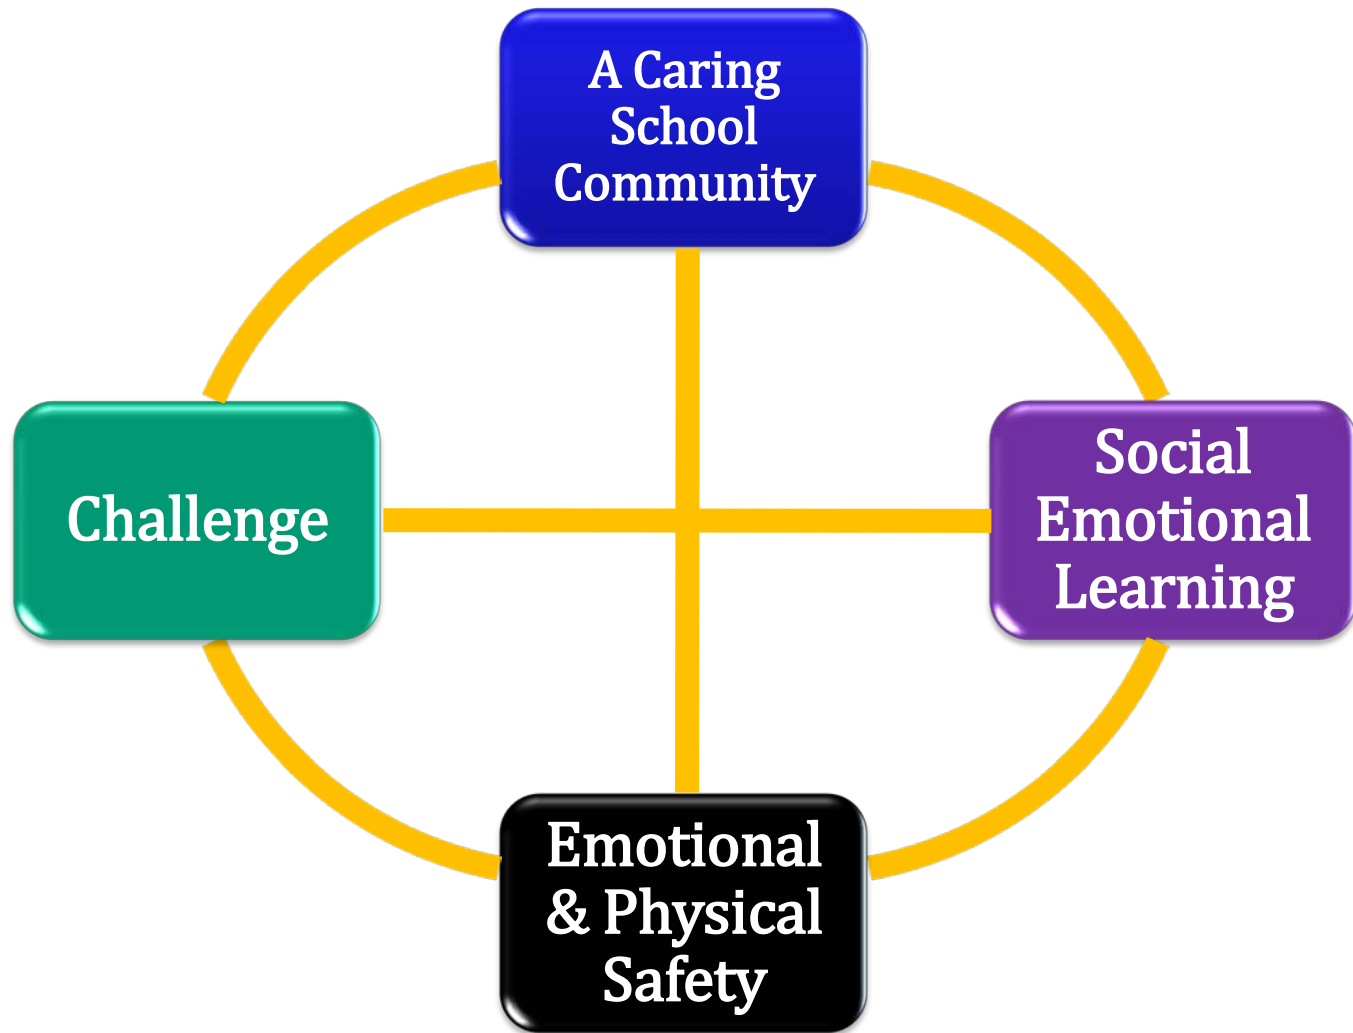 A Caring
School
Community
Challenge
Social
Emotional
Learning
Emotional
& Physical
Safety